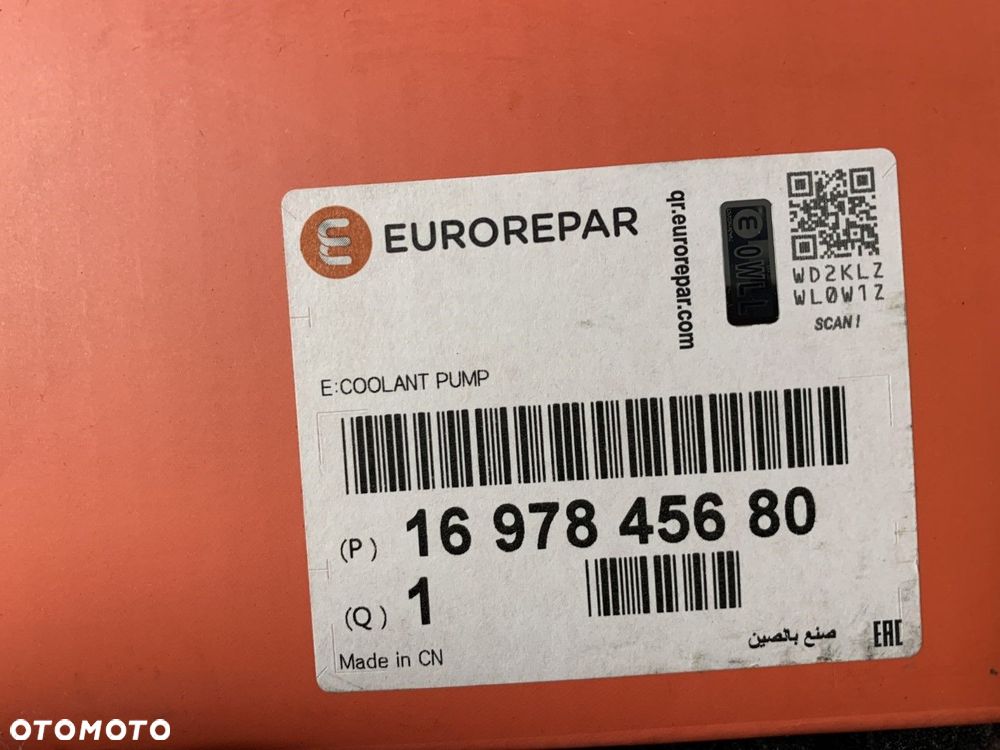 EUROREPAR
qr.eurorepar.com
0WLL
WD2KLZ
WL0W1Z
SCAN!
E:COOLANT PUMP
(P) 16 978 456 80
(Q) 1
Made in CN
صنع بالصين
EAC
OTOMOTO